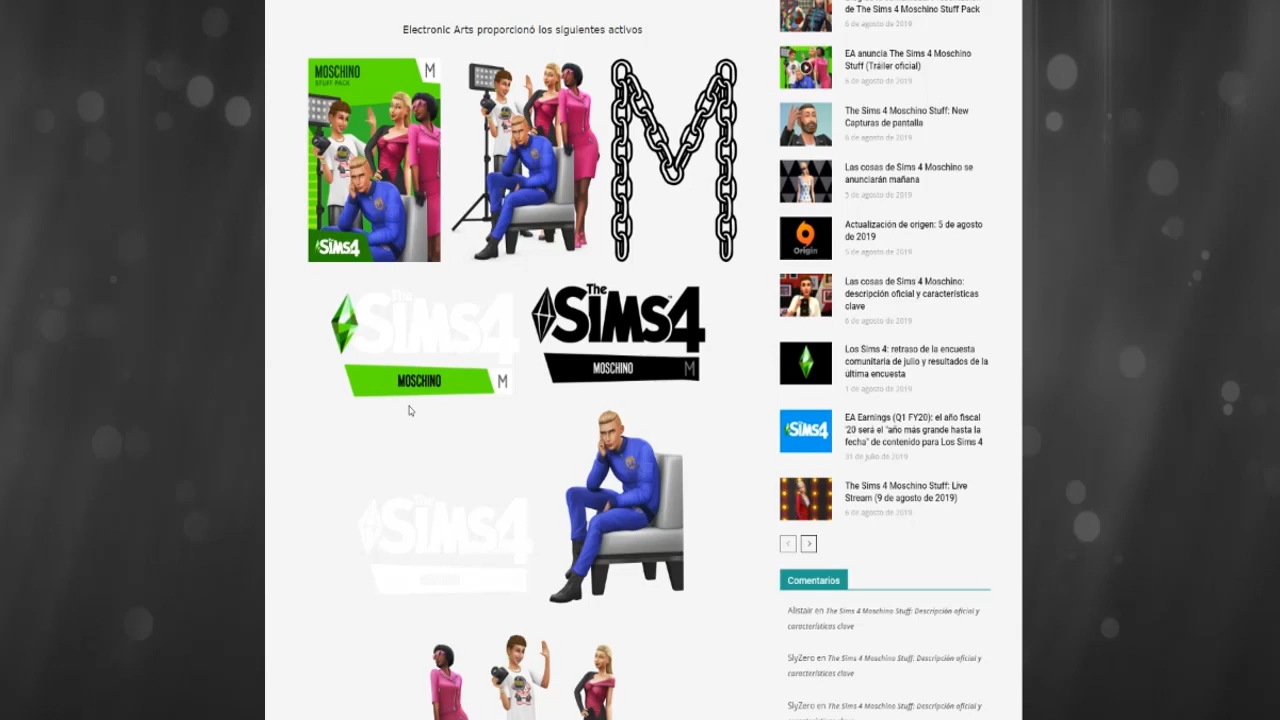 Electronic Arts proporcionó los siguientes activos
MOSCHINO
STUFF PACK
M
The
SIMS4
The
SIMS4
MOSCHINO
M
The
SIMS4
MOSCHINO
M
The
SIMS4
de The Sims 4 Moschino Stuff Pack
6 de agosto de 2019
EA anuncia The Sims 4 Moschino
Stuff (Tráiler oficial)
6 de agosto de 2019
The Sims 4 Moschino Stuff: New
Capturas de pantalla
6 de agosto de 2019
Las cosas de Sims 4 Moschino se
anunciarán mañana
5 de agosto de 2019
Origin
Actualización de origen: 5 de agosto
de 2019
5 de agosto de 2019
Las cosas de Sims 4 Moschino:
descripción oficial y características
clave
6 de agosto de 2019
Los Sims 4: retraso de la encuesta
comunitaria de julio y resultados de la
última encuesta
1 de agosto de 2019
SIMS4
EA Earnings (Q1 FY20): el año fiscal
'20 será el "año más grande hasta la
fecha" de contenido para Los Sims 4
31 de julio de 2019
The Sims 4 Moschino Stuff: Live
Stream (9 de agosto de 2019)
6 de agosto de 2019
Comentarios
Alistair en The Sims 4 Moschino Stuff: Descripción oficial y
características clave
SlyZero en The Sims 4 Moschino Stuff: Descripción oficial y
características clave
SlyZero en The Sims 4 Moschino Stuff: Descripción oficial y